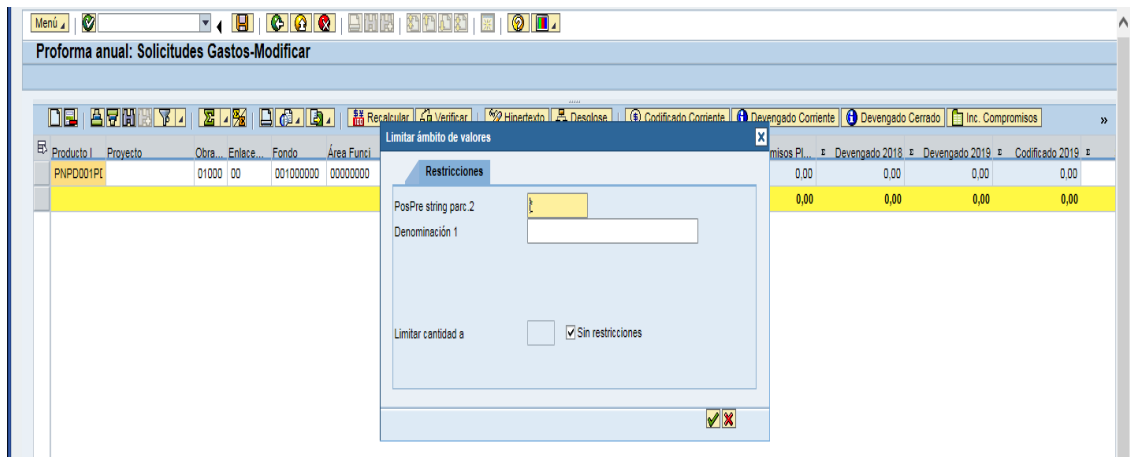 Menú
Proforma anual: Solicitudes Gastos-Modificar
Recalcular Verificar Hipertexto Desglose Codificado Corriente Devengado Corriente Devengado Cerrado Inc. Compromisos »
Limitar ámbito de valores
Producto I Proyecto Obra... Enlace... Fondo Área Funci misos Pl... Σ Devengado 2018 Σ Devengado 2019 Σ Codificado 2019 Σ
Restricciones
PNPD001PD 01000 00 001000000 00000000 0,00 0,00 0,00 0,00
0,00 0,00 0,00 0,00
PosPre string parc.2
Denominación 1
Limitar cantidad a Sin restricciones